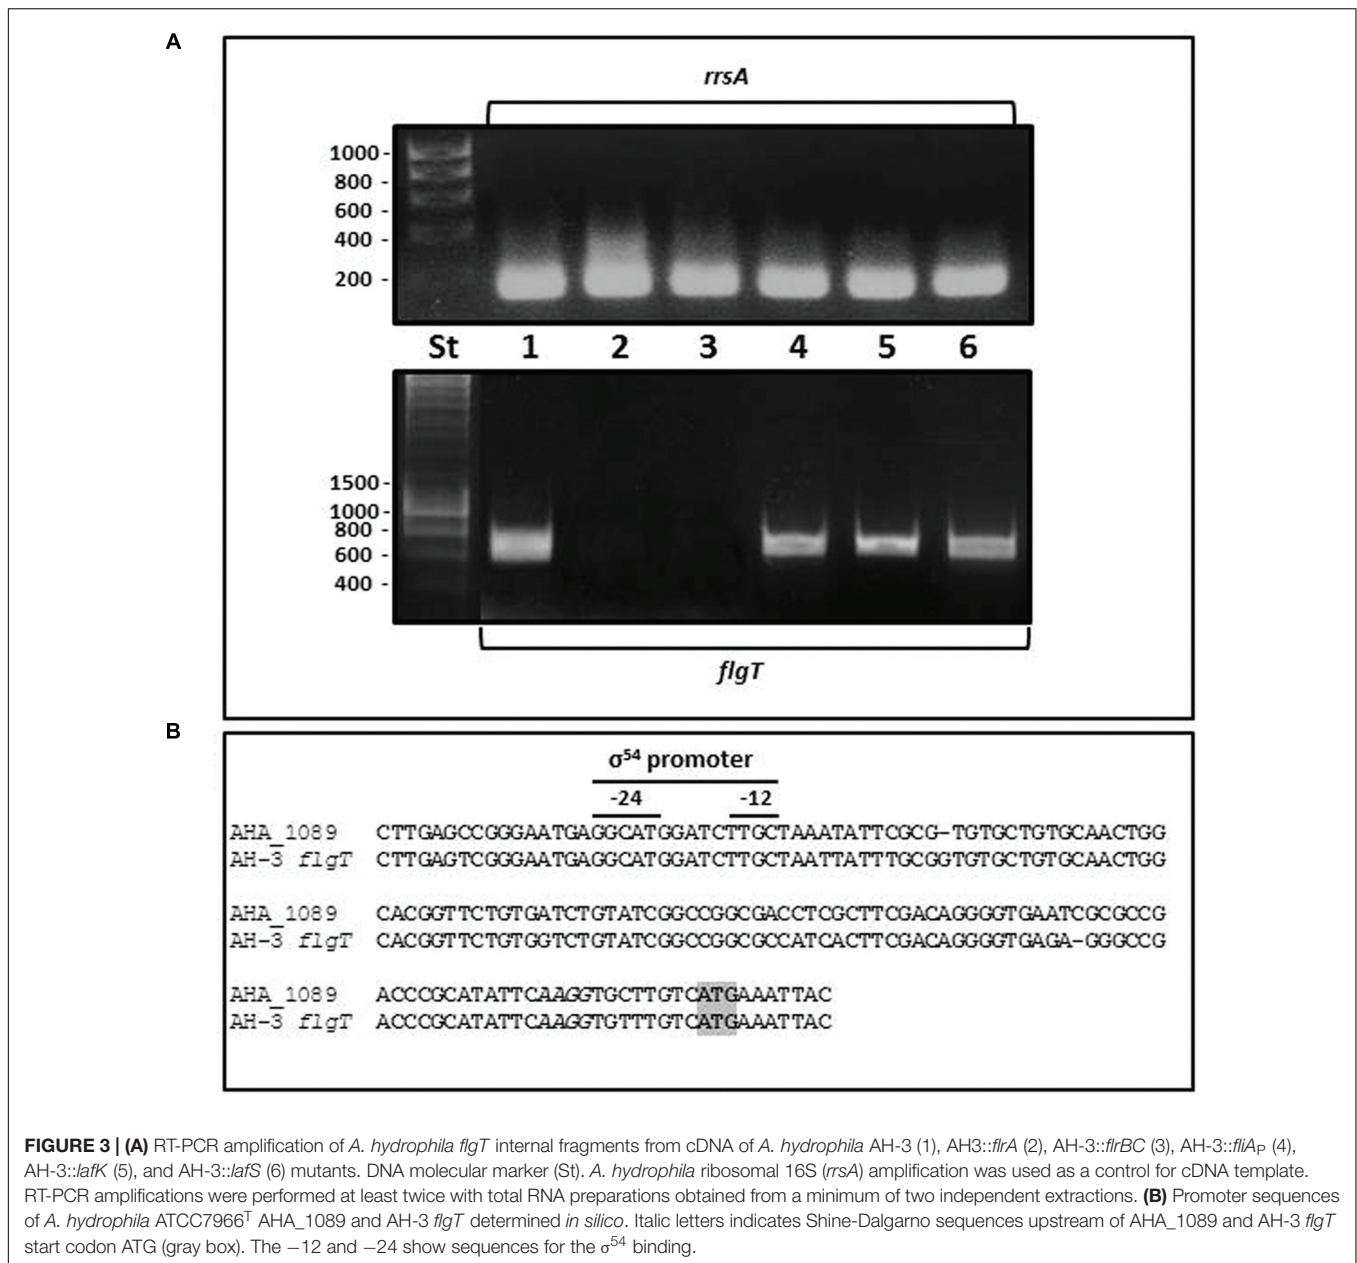 A
rrsA
1000-
800 -
600 -
400 -
200 -
St 1 2 3 4 5 6
1500-
1000-
800 -
600 -
400 -
flgT
B
σ54 promoter
-24 -12
AHA_1089 CTTGAGCCGGGAATGAGGCATGGATCTTGCTAAATATTCGCG-TGTGCTGTGCAACTGG
AH-3 flgT CTTGAGTCGGGAATGAGGCATGGATCTTGCTAATTATTTGCGGTGTGCTGTGCAACTGG
AHA_1089 CACGGTTCTGTGATCTGTATCGGCCGGCGACCTCGCTTCGACAGGGGTGAATCGCGCCG
AH-3 flgT CACGGTTCTGTGGTCTGTATCGGCCGGCGCCATCACTTCGACAGGGGTGAGA-GGGCCG
AHA_1089 ACCCGCATATTCAAGGTGCTTGTCATGAAATTAC
AH-3 flgT ACCCGCATATTCAAGGTGTTTGTCATGAAATTAC
FIGURE 3 | (A) RT-PCR amplification of A. hydrophila flgT internal fragments from cDNA of A. hydrophila AH-3 (1), AH3::flrA (2), AH-3::flrBC (3), AH-3::fliAP (4),
AH-3::lafK (5), and AH-3::lafS (6) mutants. DNA molecular marker (St). A. hydrophila ribosomal 16S (rrsA) amplification was used as a control for cDNA template.
RT-PCR amplifications were performed at least twice with total RNA preparations obtained from a minimum of two independent extractions. (B) Promoter sequences
of A. hydrophila ATCC7966T AHA_1089 and AH-3 flgT determined in silico. Italic letters indicates Shine-Dalgarno sequences upstream of AHA_1089 and AH-3 flgT
start codon ATG (gray box). The −12 and −24 show sequences for the σ54 binding.